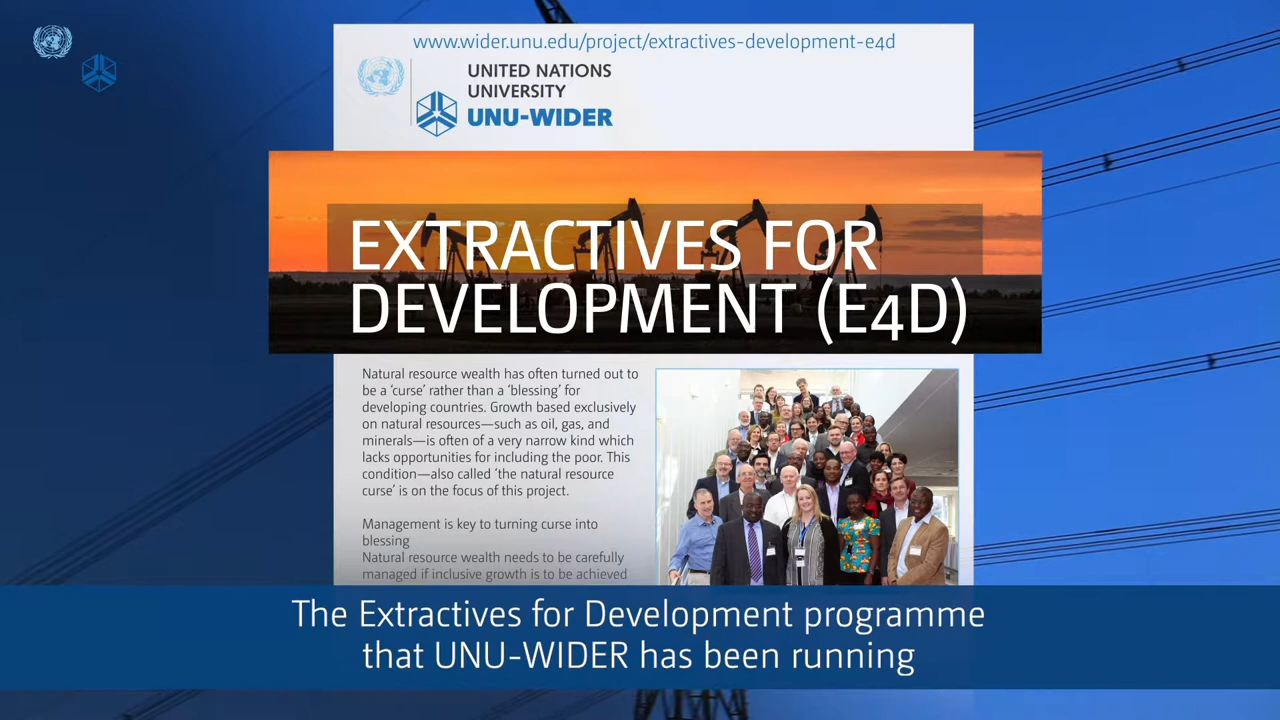 www.wider.unu.edu/project/extractives-development-e4d
UNITED NATIONS
UNIVERSITY
UNU-WIDER
EXTRACTIVES FOR
DEVELOPMENT (E4D)
Natural resource wealth has often turned out to
be a ‘curse’ rather than a ‘blessing’ for
developing countries. Growth based exclusively
on natural resources—such as oil, gas, and
minerals—is often of a very narrow kind which
lacks opportunities for including the poor. This
condition—also called ‘the natural resource
curse’ is on the focus of this project.
Management is key to turning curse into
blessing
Natural resource wealth needs to be carefully
managed if inclusive growth is to be achieved
The Extractives for Development programme
that UNU-WIDER has been running